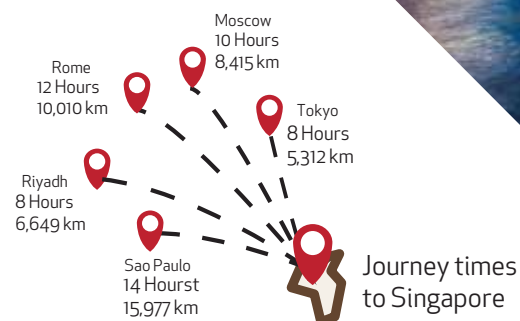 Moscow
10 Hours
8,415 km
Rome
12 Hours
10,010 km
Tokyo
8 Hours
5,312 km
Riyadh
8 Hours
6,649 km
Sao Paulo
14 Hourst
15,977 km
Journey times
to Singapore